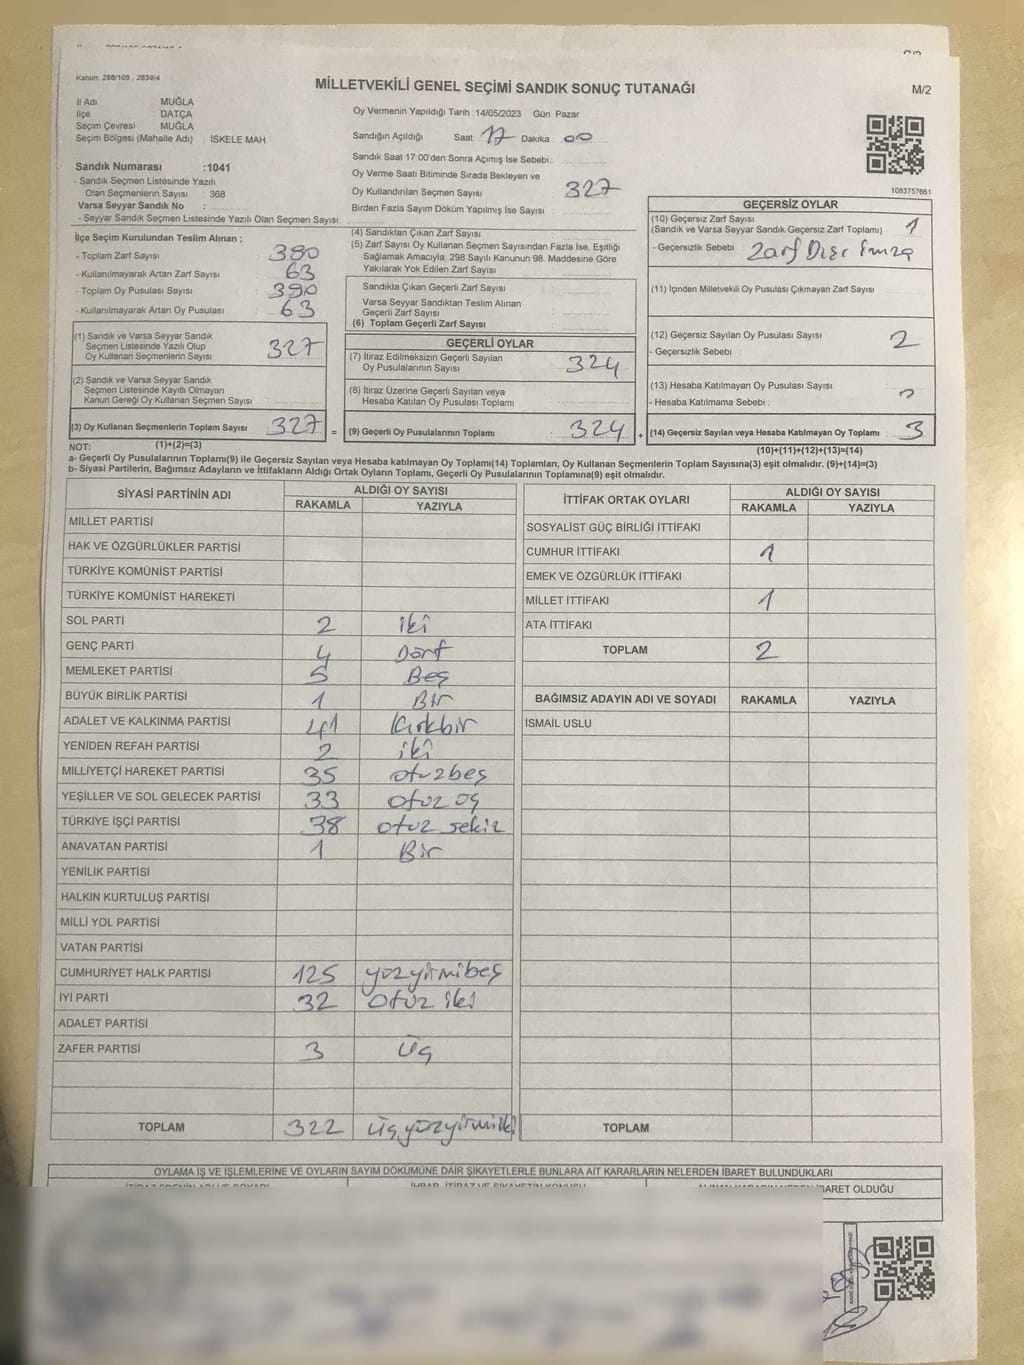 Kanun: 298/105 , 2839/4
MİLLETVEKİLİ GENEL SEÇİMİ SANDIK SONUÇ TUTANAĞI
M/2
İl Adı MUĞLA
İlçe DATÇA
Seçim Çevresi MUĞLA
Seçim Bölgesi (Mahalle Adı) : İSKELE MAH
Sandık Numarası :1041
- Sandık Seçmen Listesinde Yazılı
Olan Seçmenlerin Sayısı : 368
Varsa Seyyar Sandık No :
- Seyyar Sandık Seçmen Listesinde Yazılı Olan Seçmen Sayısı:
Oy Vermenin Yapıldığı Tarih :14/05/2023 Gün: Pazar
Sandığın Açıldığı Saat 17 Dakika 00
Sandık Saat 17:00'den Sonra Açımış İse Sebebi :
Oy Verme Saati Bitiminde Sırada Bekleyen ve
Oy Kullandırılan Seçmen Sayısı 327
Birden Fazla Sayım Döküm Yapılmış İse Sayısı
1083757661
İlçe Seçim Kurulundan Teslim Alınan ;
- Toplam Zarf Sayısı : 390
- Kullanılmayarak Artan Zarf Sayısı : 63
- Toplam Oy Pusulası Sayısı : 390
- Kullanılmayarak Artan Oy Pusulası : 63
(1) Sandık ve Varsa Seyyar Sandık
Seçmen Listesinde Yazılı Olup
Oy Kullanan Seçmenlerin Sayısı : 327
(2) Sandık ve Varsa Seyyar Sandık
Seçmen Listesinde Kayıtlı Olmayan
Kanun Gereği Oy Kullanan Seçmen Sayısı :
(3) Oy Kullanan Seçmenlerin Toplam Sayısı : 327 =
(1)+(2)=(3)
(4) Sandıktan Çıkan Zarf Sayısı :
(5) Zarf Sayısı Oy Kullanan Seçmen Sayısından Fazla İse, Eşitliği
Sağlamak Amacıyla, 298 Sayılı Kanunun 98. Maddesine Göre
Yakılarak Yok Edilen Zarf Sayısı :
Sandıkta Çıkan Geçerli Zarf Sayısı :
Varsa Seyyar Sandıktan Teslim Alınan
Geçerli Zarf Sayısı :
(6) Toplam Geçerli Zarf Sayısı :
GEÇERLİ OYLAR
(7) İtiraz Edilmeksizin Geçerli Sayılan
Oy Pusulalarının Sayısı : 324
(8) İtiraz Üzerine Geçerli Sayılan veya
Hesaba Katılan Oy Pusulası Toplamı :
(9) Geçerli Oy Pusulalarının Toplamı : 324 +
GEÇERSİZ OYLAR
(10) Geçersiz Zarf Sayısı : 1
(Sandık ve Varsa Seyyar Sandık Geçersiz Zarf Toplamı)
- Geçersizlik Sebebi : Zarf Dışı İmza
(11) İçinden Milletvekili Oy Pusulası Çıkmayan Zarf Sayısı :
(12) Geçersiz Sayılan Oy Pusulası Sayısı : 2
- Geçersizlik Sebebi :
(13) Hesaba Katılmayan Oy Pusulası Sayısı :
- Hesaba Katılmama Sebebi :
(14) Geçersiz Sayılan veya Hesaba Katılmayan Oy Toplamı : 3
(10)+(11)+(12)+(13)=(14)
NOT:
a- Geçerli Oy Pusulalarının Toplamı(9) ile Geçersiz Sayılan veya Hesaba katılmayan Oy Toplamı(14) Toplamları, Oy Kullanan Seçmenlerin Toplam Sayısına(3) eşit olmalıdır. (9)+(14)=(3)
b- Siyasi Partilerin, Bağımsız Adayların ve İttifakların Aldığı Ortak Oyların Toplamı, Geçerli Oy Pusulalarının Toplamına(9) eşit olmalıdır.
SİYASİ PARTİNİN ADI ALDIĞI OY SAYISI
RAKAMLA YAZIYLA
MİLLET PARTİSİ
HAK VE ÖZGÜRLÜKLER PARTİSİ
TÜRKİYE KOMÜNİST PARTİSİ
TÜRKİYE KOMÜNİST HAREKETİ
SOL PARTİ 2 iki
GENÇ PARTİ 4 Dört
MEMLEKET PARTİSİ 5 Beş
BÜYÜK BİRLİK PARTİSİ 1 Bir
ADALET VE KALKINMA PARTİSİ 41 Kırkbir
YENİDEN REFAH PARTİSİ 2 iki
MİLLİYETÇİ HAREKET PARTİSİ 35 otuzbeş
YEŞİLLER VE SOL GELECEK PARTİSİ 33 otuz üç
TÜRKİYE İŞÇİ PARTİSİ 38 otuz sekiz
ANAVATAN PARTİSİ 1 Bir
YENİLİK PARTİSİ
HALKIN KURTULUŞ PARTİSİ
MİLLİ YOL PARTİSİ
VATAN PARTİSİ
CUMHURİYET HALK PARTİSİ 125 yüzyirmibeş
İYİ PARTİ 32 otuz iki
ADALET PARTİSİ
ZAFER PARTİSİ 3 üç
TOPLAM 322 üçyüzyirmiiki
İTTİFAK ORTAK OYLARI ALDIĞI OY SAYISI
RAKAMLA YAZIYLA
SOSYALİST GÜÇ BİRLİĞİ İTTİFAKI
CUMHUR İTTİFAKI 1
EMEK VE ÖZGÜRLÜK İTTİFAKI
MİLLET İTTİFAKI 1
ATA İTTİFAKI
TOPLAM 2
BAĞIMSIZ ADAYIN ADI VE SOYADI RAKAMLA YAZIYLA
İSMAİL USLU
TOPLAM
OYLAMA İŞ VE İŞLEMLERİNE VE OYLARIN SAYIM DÖKÜMÜNE DAİR ŞİKAYETLERLE BUNLARA AİT KARARLARIN NELERDEN İBARET BULUNDUKLARI
İBARET OLDUĞU